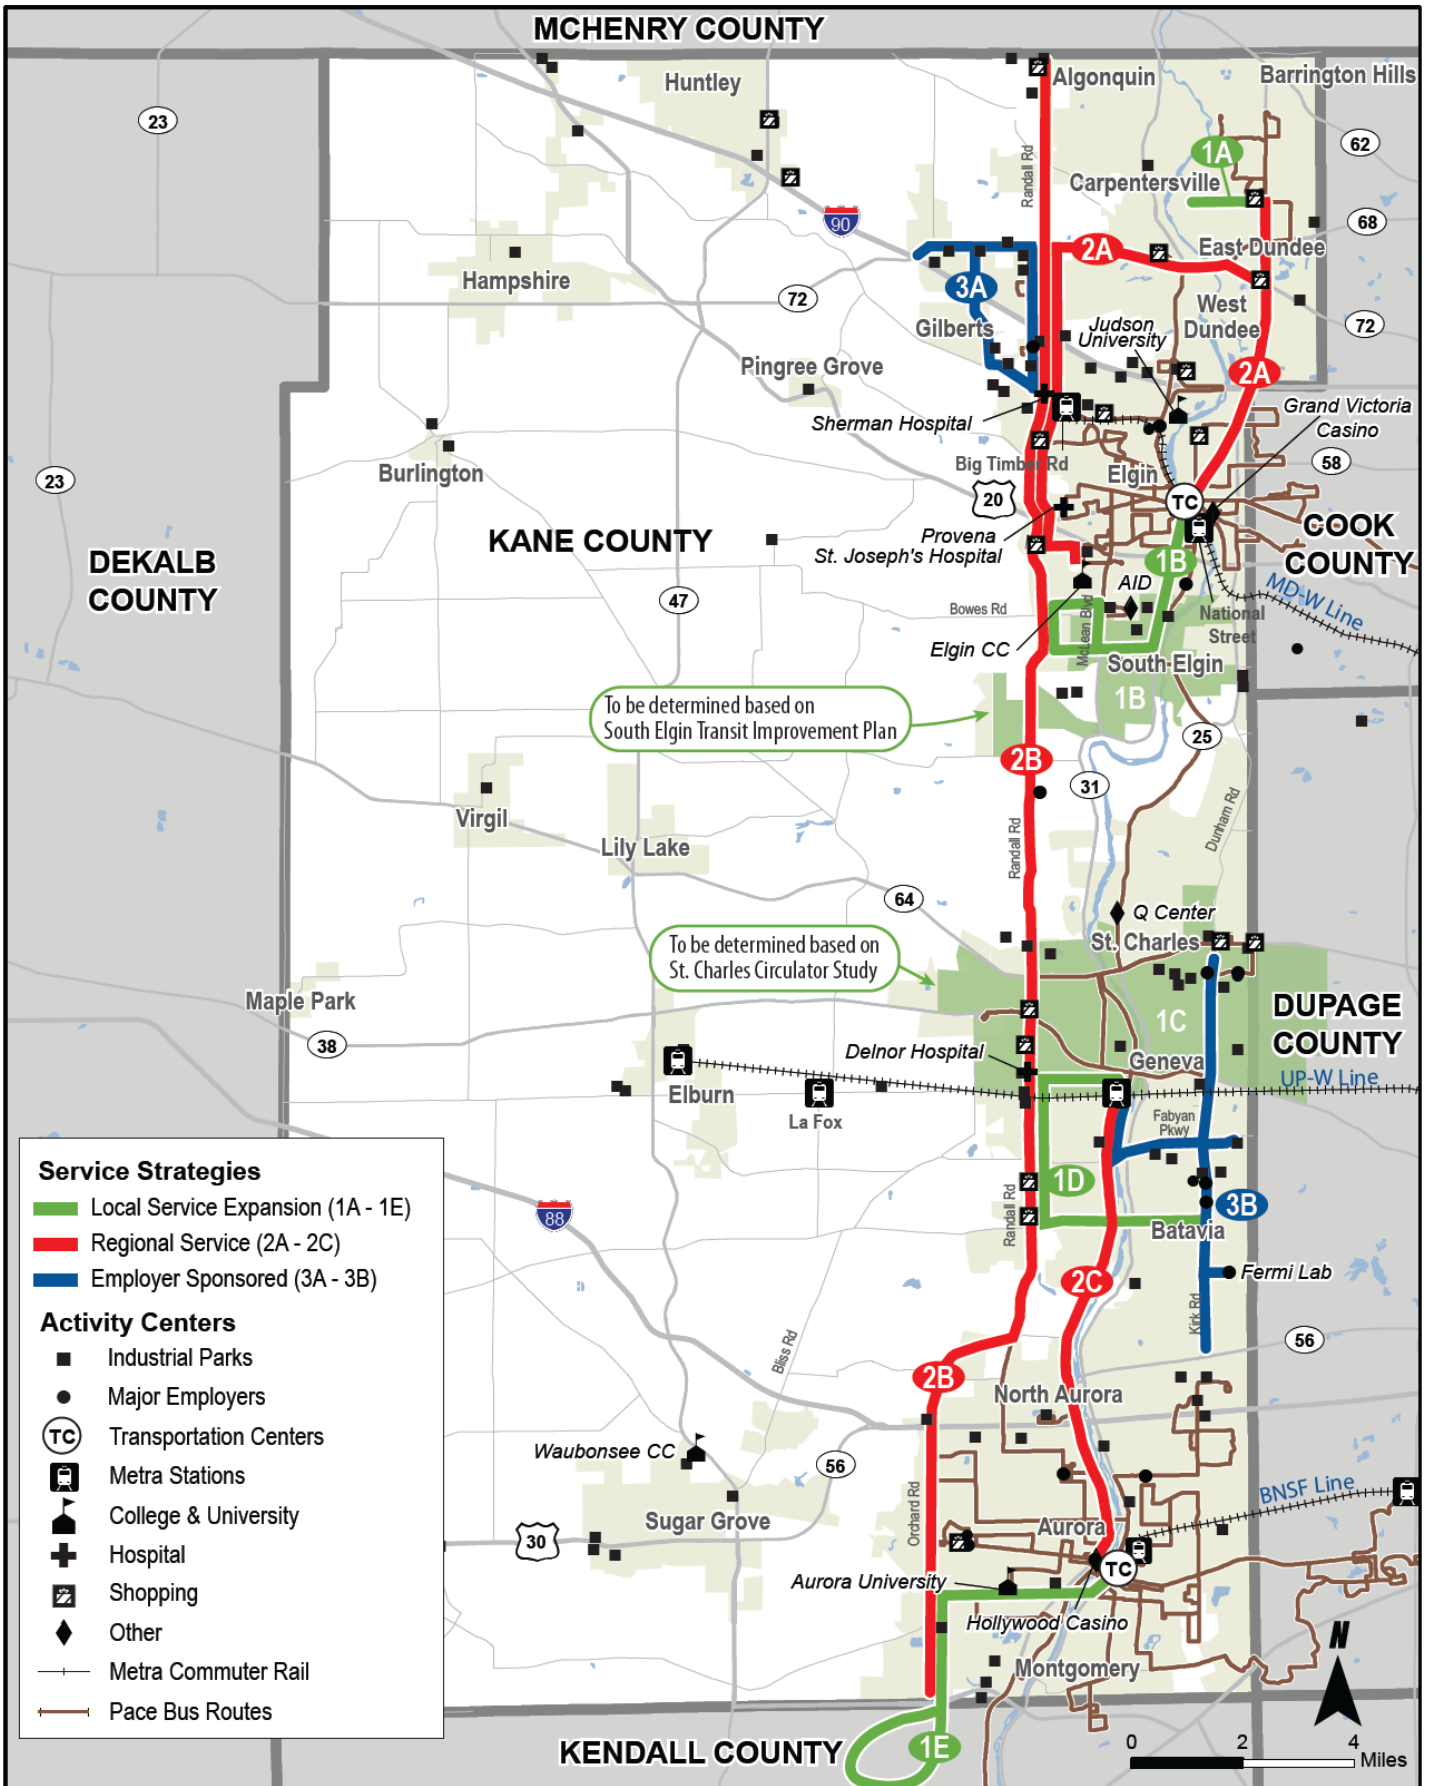 MCHENRY COUNTY
Huntley
Algonquin
Barrington Hills
23
62
1A
Randall Rd
Carpentersville
90
68
East Dundee
2A
Hampshire
3A
72
West
Dundee
72
Gilberts
Judson
University
Pingree Grove
2A
Sherman Hospital
Grand Victoria
Casino
Burlington
Big Timber Rd
Elgin
58
23
20
TC
KANE COUNTY
Provena
St. Joseph's Hospital
COOK
COUNTY
DEKALB
COUNTY
1B
AID
MD-W Line
47
Bowes Rd
McLean Blvd
National
Street
Elgin CC
South Elgin
To be determined based on
South Elgin Transit Improvement Plan
1B
25
2B
31
Dunham Rd
Virgil
Lily Lake
Randall Rd
64
Q Center
To be determined based on
St. Charles Circulator Study
St. Charles
Maple Park
1C
DUPAGE
COUNTY
38
Delnor Hospital
Geneva
UP-W Line
Elburn
La Fox
Fabyan
Pkwy
1D
Randall Rd
3B
Batavia
88
2C
Fermi Lab
Kirk Rd
Bliss Rd
56
2B
North Aurora
Waubonsee CC
56
BNSF Line
Orchard Rd
Sugar Grove
Aurora
30
TC
Aurora University
Hollywood Casino
Montgomery
N
1E
KENDALL COUNTY
0 2 4
Miles
Service Strategies
Local Service Expansion (1A - 1E)
Regional Service (2A - 2C)
Employer Sponsored (3A - 3B)
Activity Centers
Industrial Parks
Major Employers
TC Transportation Centers
Metra Stations
College & University
Hospital
Shopping
Other
Metra Commuter Rail
Pace Bus Routes